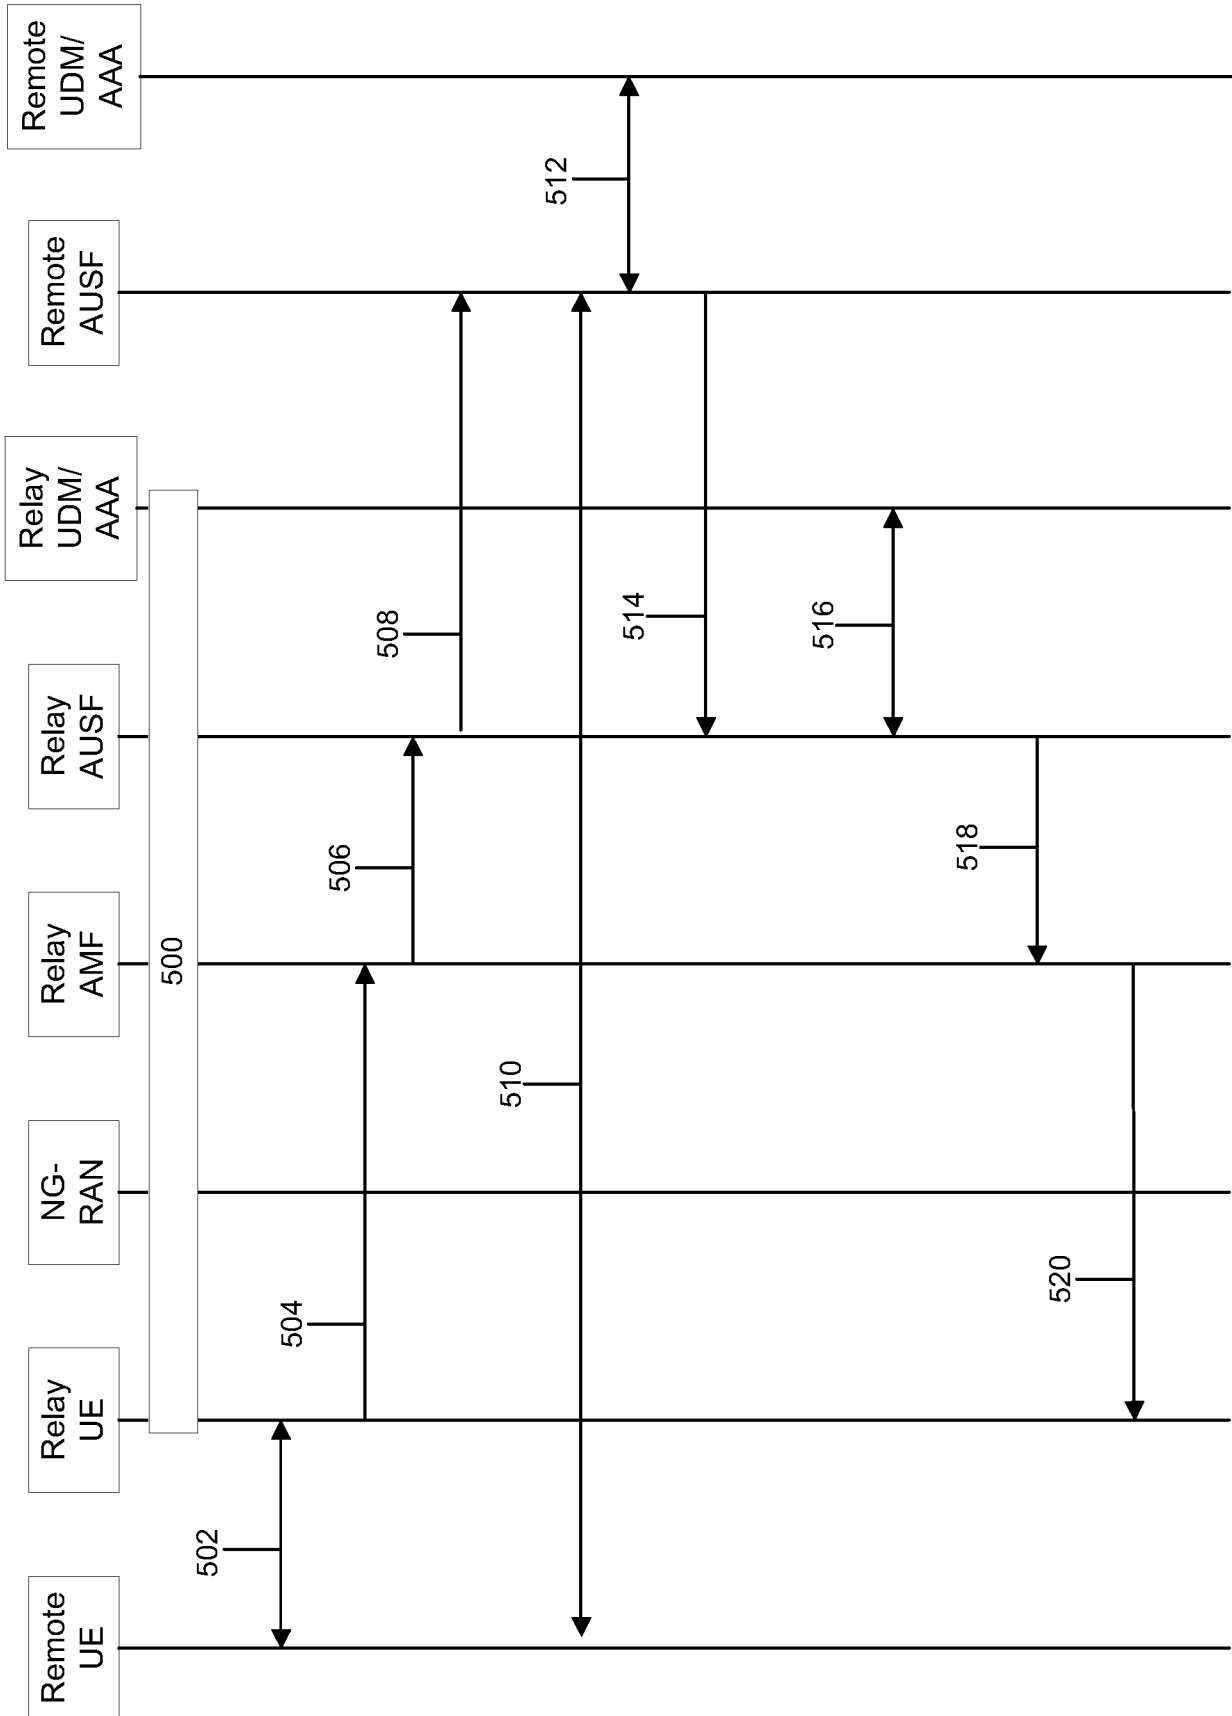 Remote
UE
Relay
UE
NG-
RAN
Relay
AMF
Relay
AUSF
Relay
UDM/
AAA
Remote
AUSF
Remote
UDM/
AAA
500
502
504
506
508
510
512
514
516
518
520